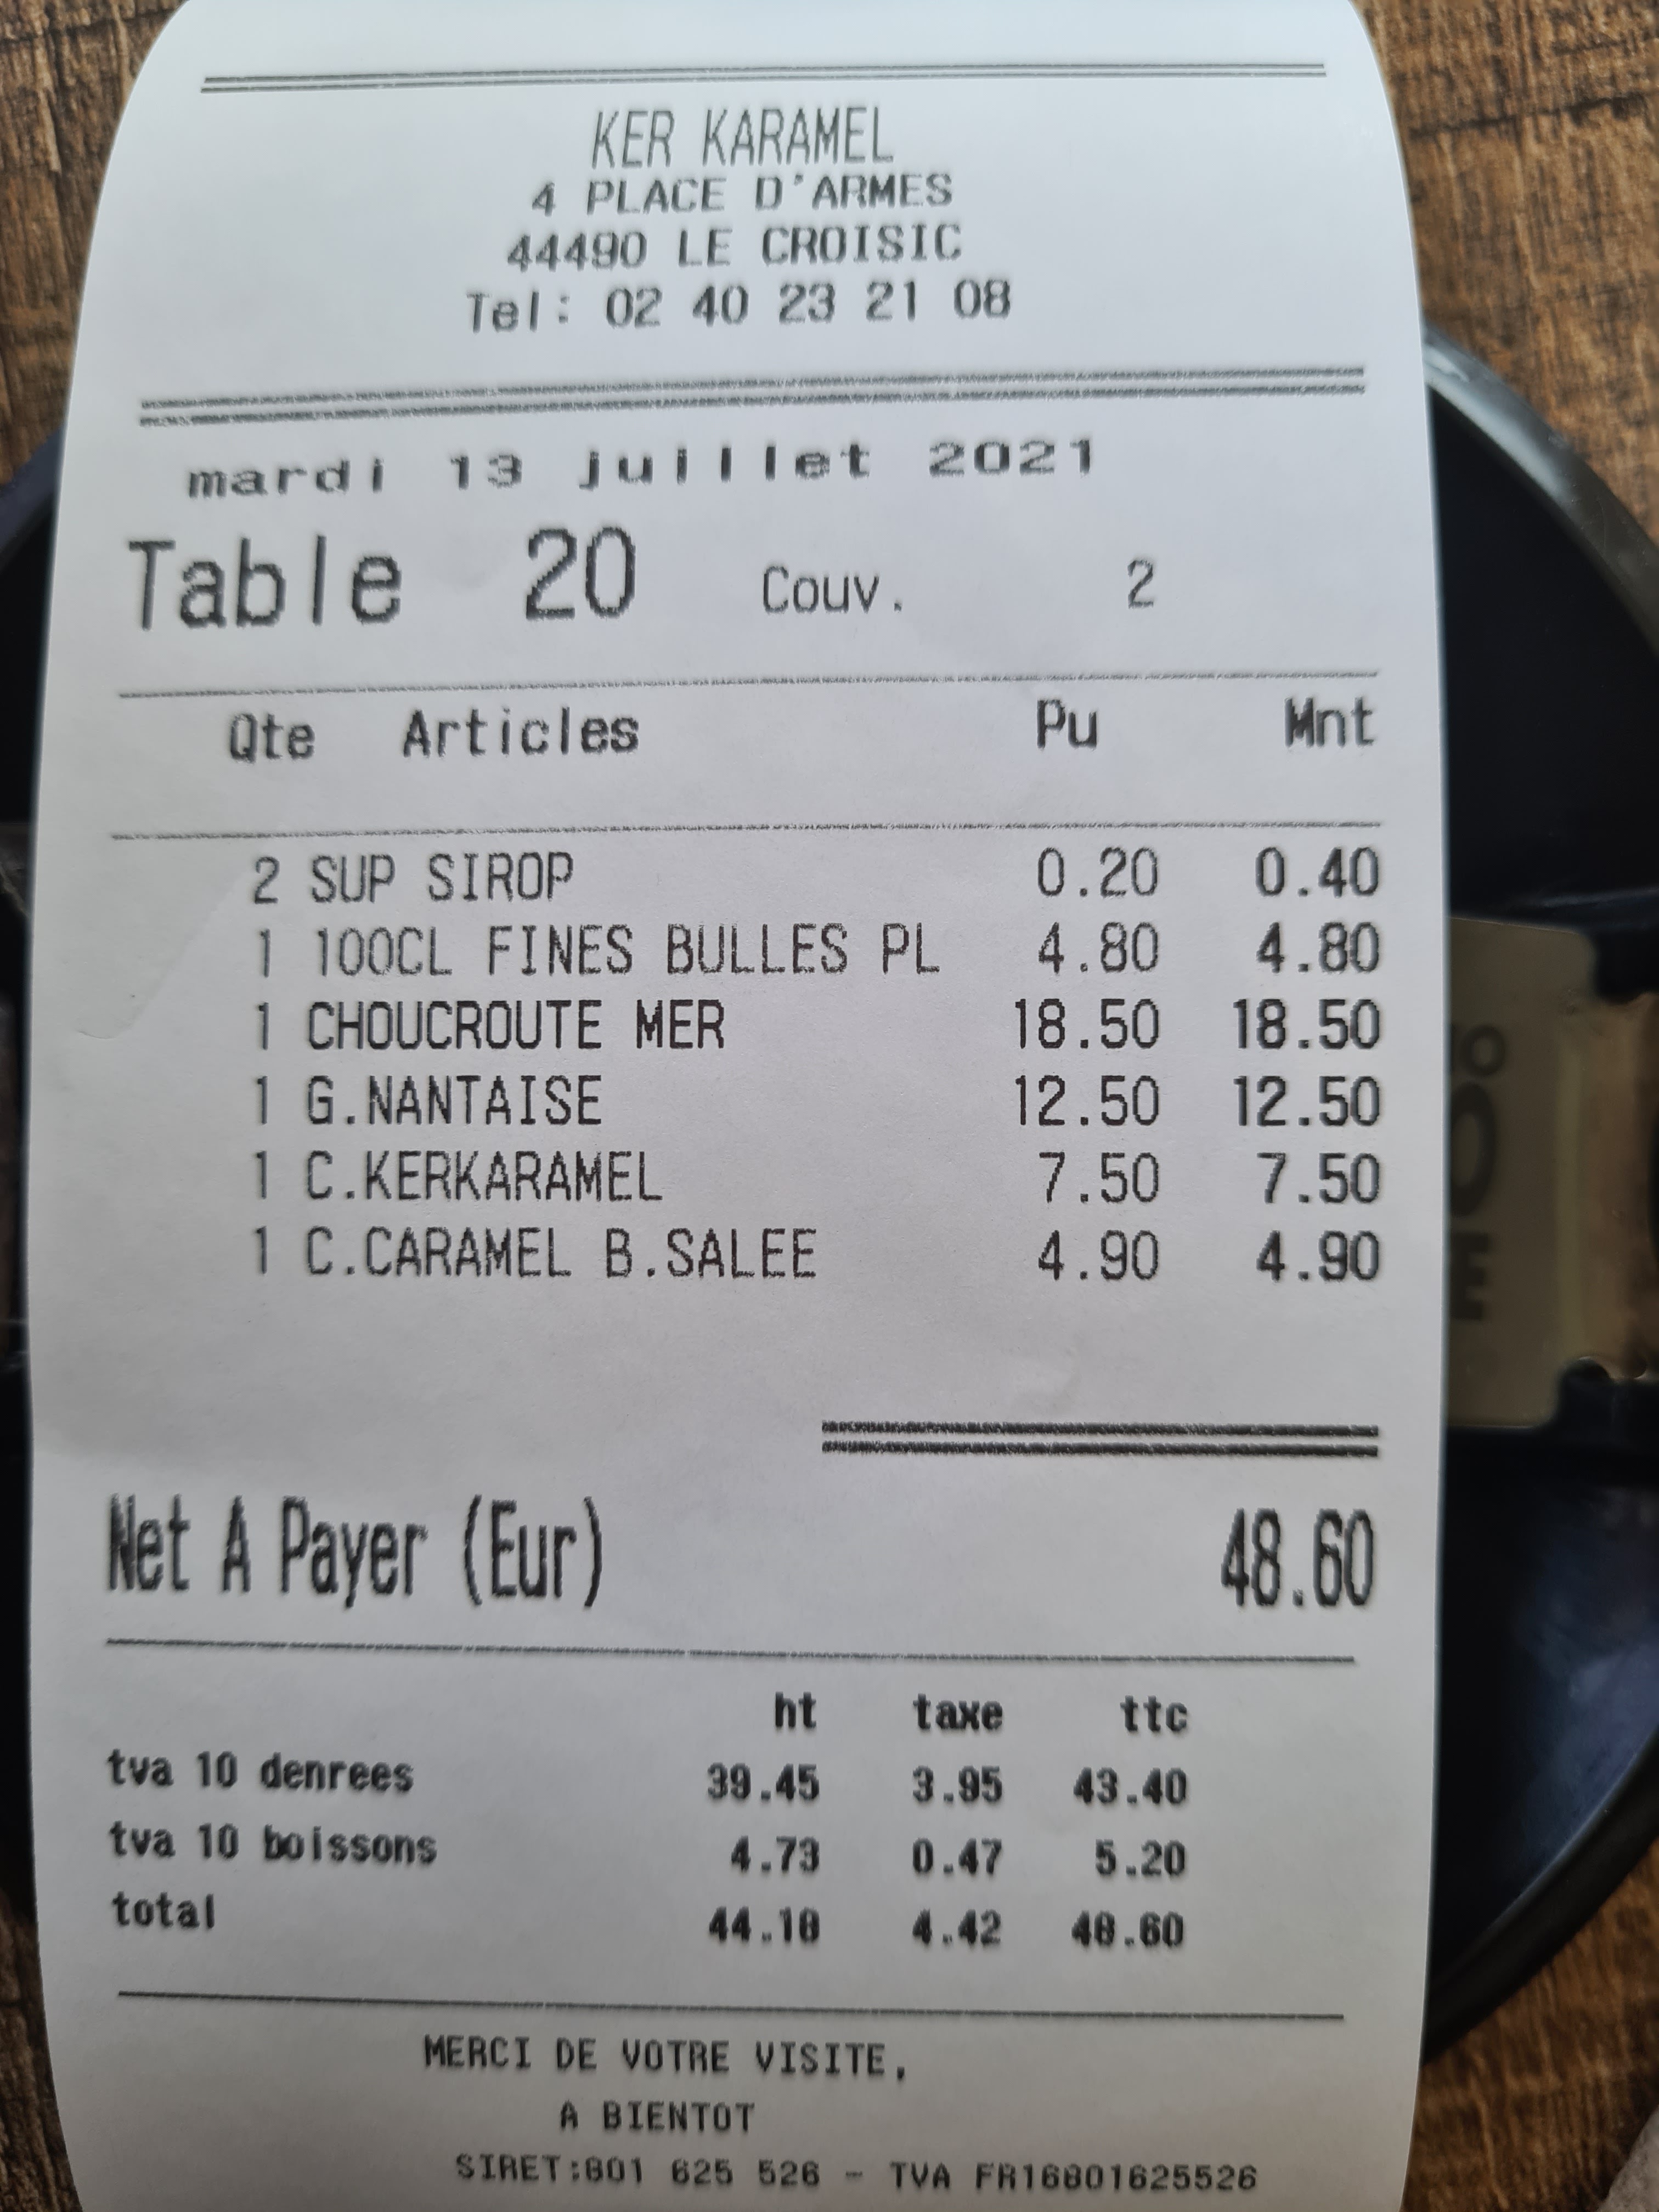 KER KARAMEL
4 PLACE D'ARMES
44490 LE CROISIC
Tel: 02 40 23 21 08
mardi 13 juillet 2021
Table 20 Couv. 2
Qte Articles Pu Mnt
2 SUP SIROP 0.20 0.40
1 100CL FINES BULLES PL 4.80 4.80
1 CHOUCROUTE MER 18.50 18.50
1 G.NANTAISE 12.50 12.50
1 C.KERKARAMEL 7.50 7.50
1 C.CARAMEL B.SALEE 4.90 4.90
Net A Payer (Eur) 48.60
ht taxe ttc
tva 10 denrees 39.45 3.95 43.40
tva 10 boissons 4.73 0.47 5.20
total 44.18 4.42 48.60
MERCI DE VOTRE VISITE,
A BIENTOT
SIRET:801 625 526 - TVA FR16801625526